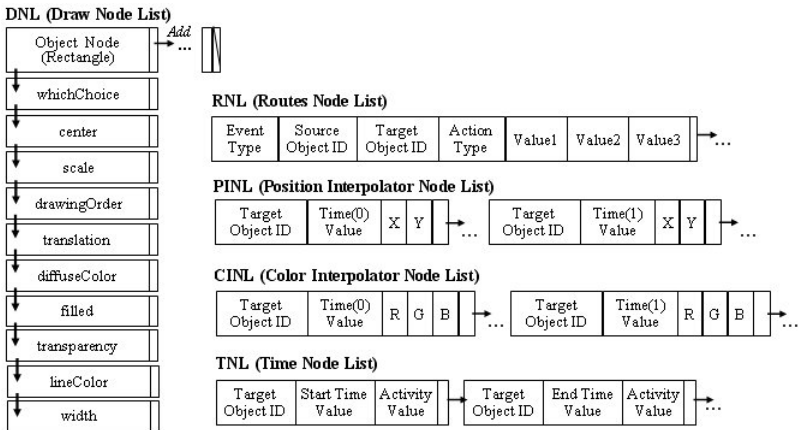 DNL (Draw Node List)
Object Node
(Rectangle)
Add
...
whichChoice
center
scale
drawingOrder
translation
diffuseColor
filled
transparency
lineColor
width
RNL (Routes Node List)
Event Type
Source Object ID
Target Object ID
Action Type
Value1
Value2
Value3
...
PINL (Position Interpolator Node List)
Target Object ID
Time(0) Value
X
Y
...
Target Object ID
Time(1) Value
X
Y
...
CINL (Color Interpolator Node List)
Target Object ID
Time(0) Value
R
G
B
...
Target Object ID
Time(1) Value
R
G
B
...
TNL (Time Node List)
Target Object ID
Start Time Value
Activity Value
Target Object ID
End Time Value
Activity Value
...